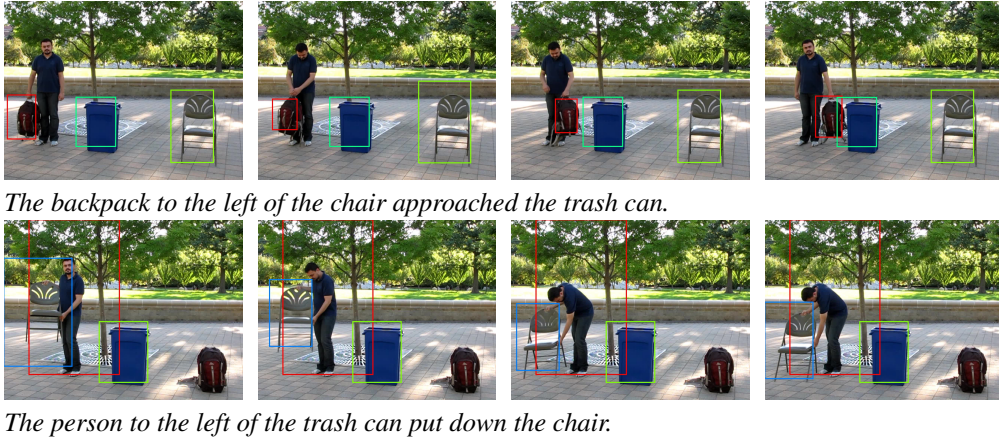 The backpack to the left of the chair approached the trash can.
The person to the left of the trash can put down the chair.